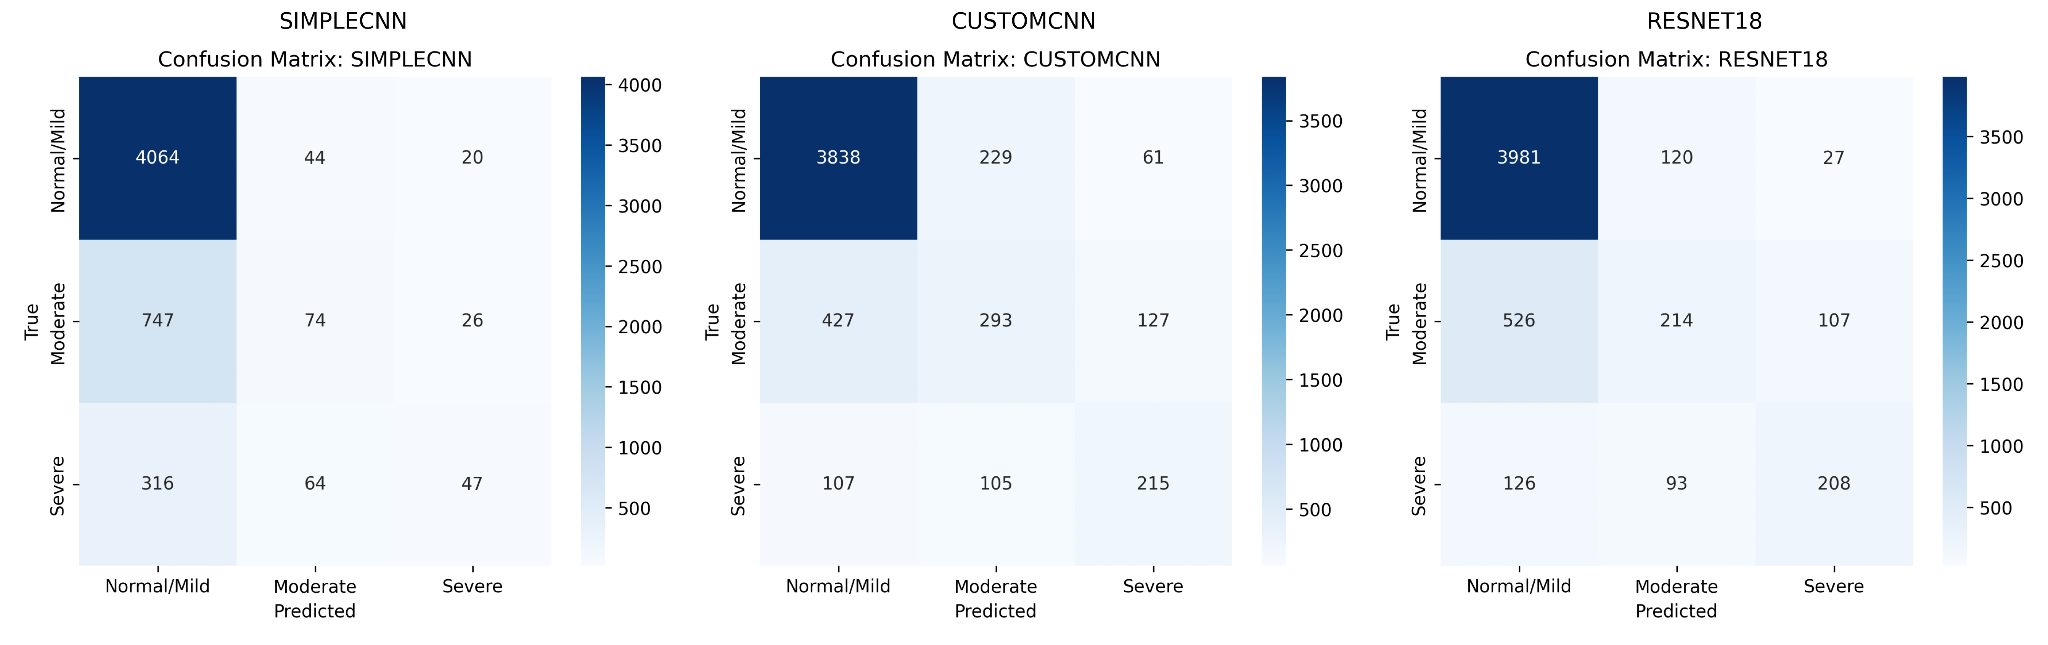 SIMPLECNN
Confusion Matrix: SIMPLECNN
True
Normal/Mild
Moderate
Severe
4064 44 20
747 74 26
316 64 47
Normal/Mild Moderate Severe
Predicted
4000
3500
3000
2500
2000
1500
1000
500
CUSTOMCNN
Confusion Matrix: CUSTOMCNN
True
Normal/Mild
Moderate
Severe
3838 229 61
427 293 127
107 105 215
Normal/Mild Moderate Severe
Predicted
3500
3000
2500
2000
1500
1000
500
RESNET18
Confusion Matrix: RESNET18
True
Normal/Mild
Moderate
Severe
3981 120 27
526 214 107
126 93 208
Normal/Mild Moderate Severe
Predicted
3500
3000
2500
2000
1500
1000
500